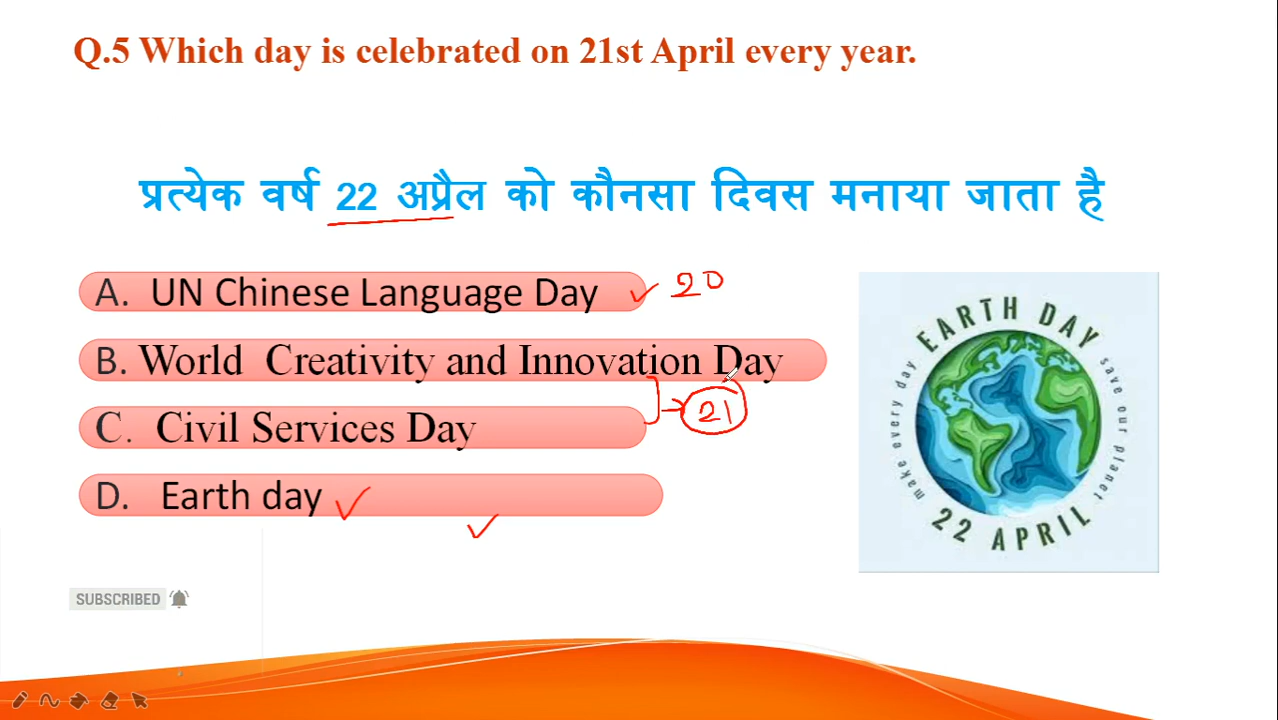 Q.5 Which day is celebrated on 21st April every year.
प्रत्येक वर्ष 22 अप्रैल को कौनसा दिवस मनाया जाता है
A. UN Chinese Language Day
20
B. World Creativity and Innovation Day
21
C. Civil Services Day
D. Earth day
EARTH DAY
make every day
save our planet
22 APRIL
SUBSCRIBED